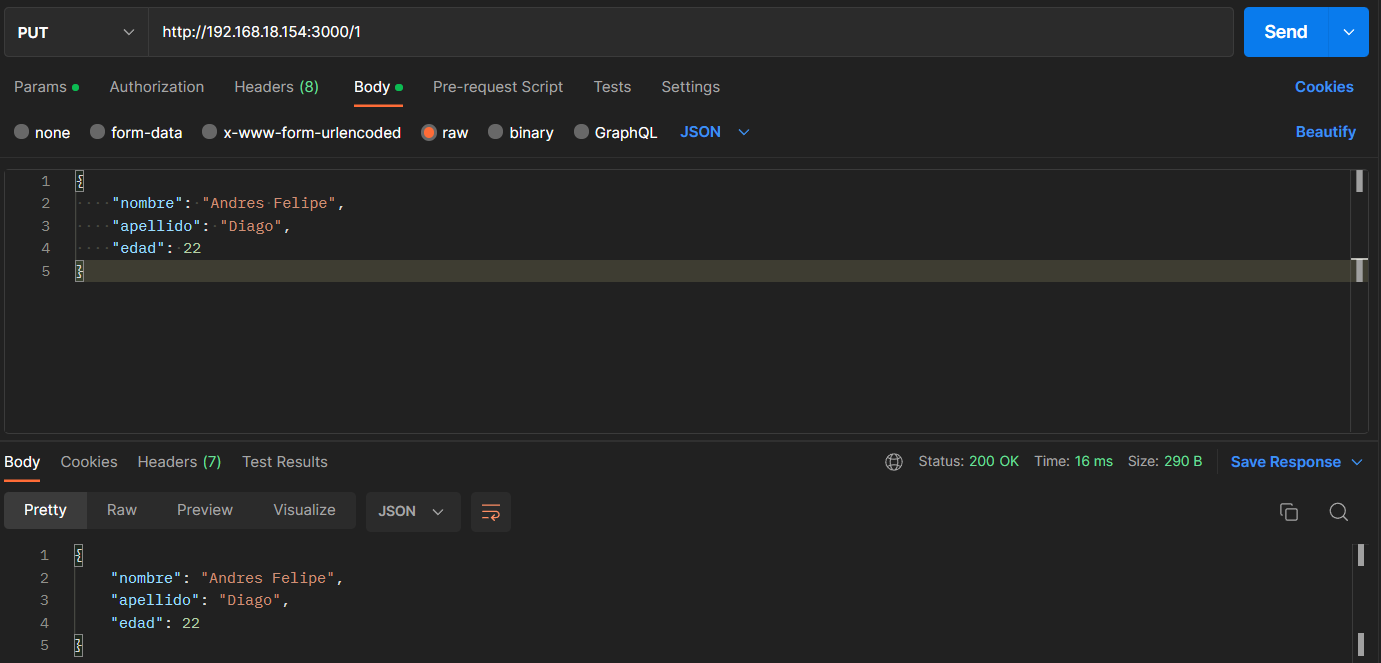 PUT http://192.168.18.154:3000/1 Send
Params Authorization Headers (8) Body Pre-request Script Tests Settings Cookies
none form-data x-www-form-urlencoded raw binary GraphQL JSON Beautify
1 {
2 "nombre": "Andres Felipe",
3 "apellido": "Diago",
4 "edad": 22
5 }
Body Cookies Headers (7) Test Results Status: 200 OK Time: 16 ms Size: 290 B Save Response
Pretty Raw Preview Visualize JSON
1 {
2 "nombre": "Andres Felipe",
3 "apellido": "Diago",
4 "edad": 22
5 }